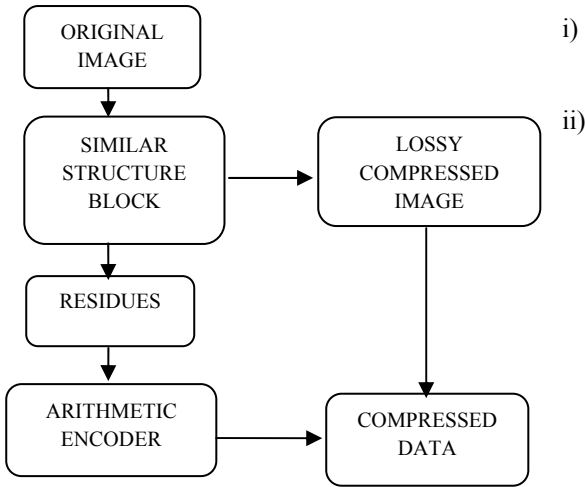 ORIGINAL
IMAGE
i)
SIMILAR
STRUCTURE
BLOCK
LOSSY
COMPRESSED
IMAGE
ii)
RESIDUES
ARITHMETIC
ENCODER
COMPRESSED
DATA